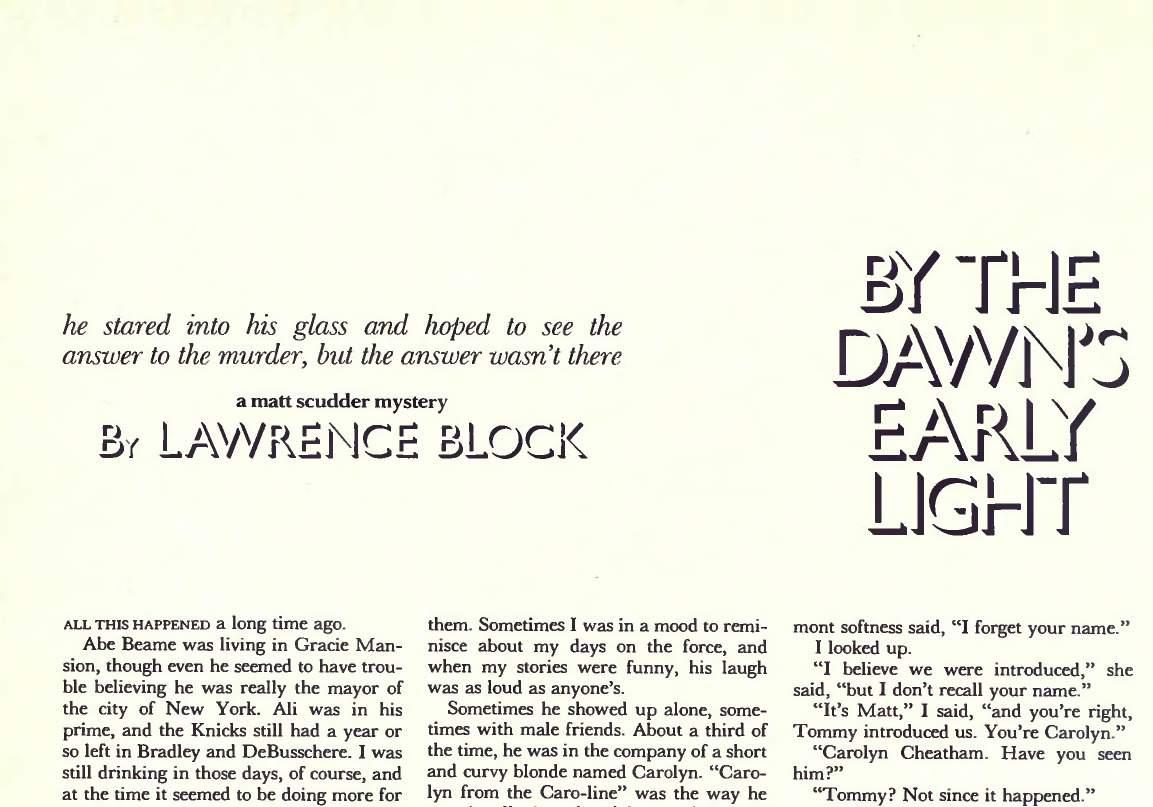 he stared into his glass and hoped to see the
answer to the murder, but the answer wasn't there
a matt scudder mystery
By LAWRENCE BLOCK
BY THE
DAWN'S
EARLY
LIGHT
ALL THIS HAPPENED a long time ago.
Abe Beame was living in Gracie Man-
sion, though even he seemed to have trou-
ble believing he was really the mayor of
the city of New York. Ali was in his
prime, and the Knicks still had a year or
so left in Bradley and DeBusschere. I was
still drinking in those days, of course, and
at the time it seemed to be doing more for
them. Sometimes I was in a mood to remi-
nisce about my days on the force, and
when my stories were funny, his laugh
was as loud as anyone's.
Sometimes he showed up alone, some-
times with male friends. About a third of
the time, he was in the company of a short
and curvy blonde named Carolyn. “Caro-
lyn from the Caro-line” was the way he
mont softness said, “I forget your name.”
I looked up.
“I believe we were introduced,” she
said, “but I don't recall your name.”
“It's Matt,” I said, “and you're right,
Tommy introduced us. You're Carolyn.”
“Carolyn Cheatham. Have you seen
him?”
“Tommy? Not since it happened.”